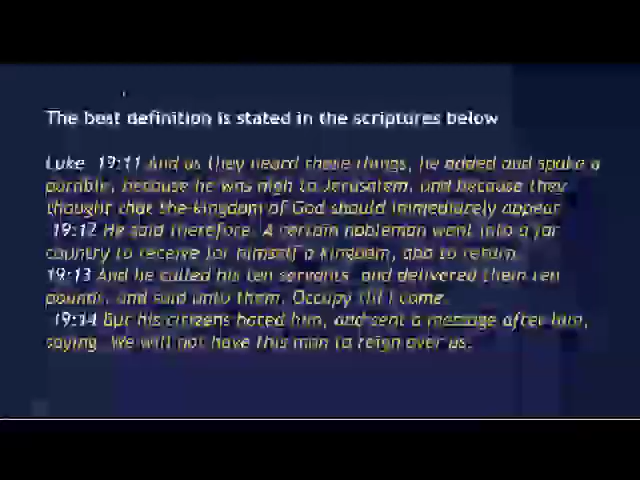 The best definition is stated in the scriptures below
Luke 19:11 And as they heard these things, he added and spake a
parable, because he was nigh to Jerusalem, and because they
thought that the kingdom of God should immediately appear.
19:12 He said therefore, A certain nobleman went into a far
country to receive for himself a kingdom, and to return.
19:13 And he called his ten servants, and delivered them ten
pounds, and said unto them, Occupy till I come.
19:14 But his citizens hated him, and sent a message after him,
saying, We will not have this man to reign over us.